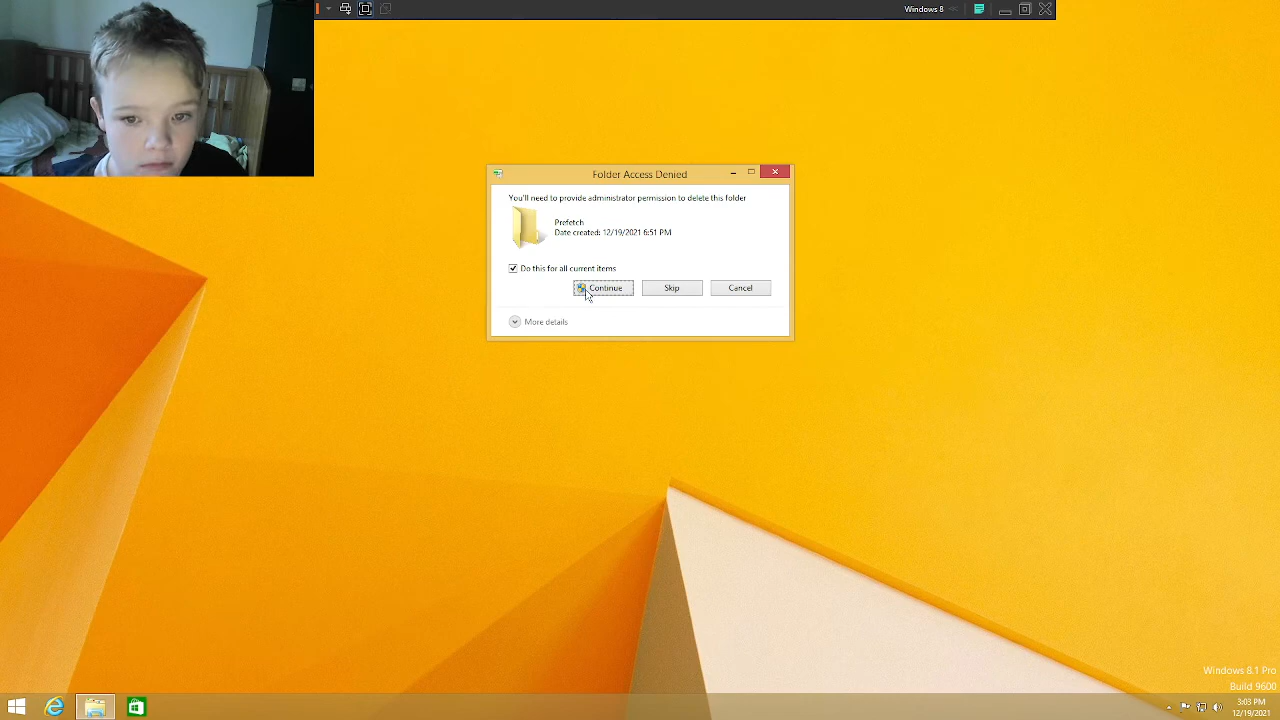 Windows 8
Folder Access Denied
You'll need to provide administrator permission to delete this folder
Prefetch
Date created: 12/19/2021 6:51 PM
Do this for all current items
Continue
Skip
Cancel
More details
Windows 8.1 Pro
Build 9600
3:03 PM
12/19/2021